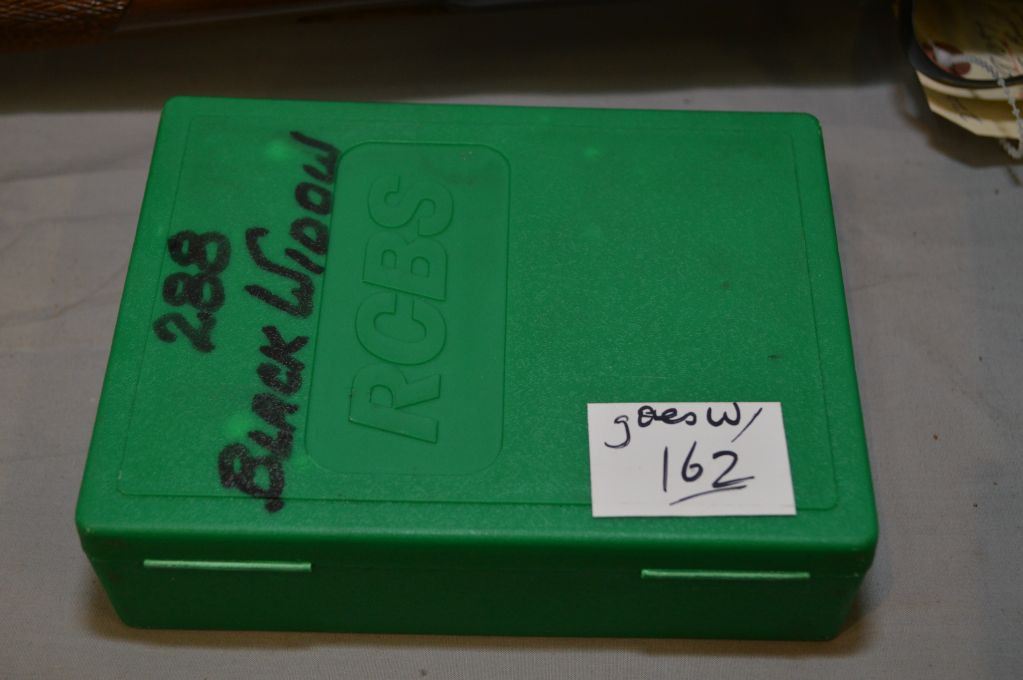 288
BLACK WIDOW
RCBS
goes w/
162